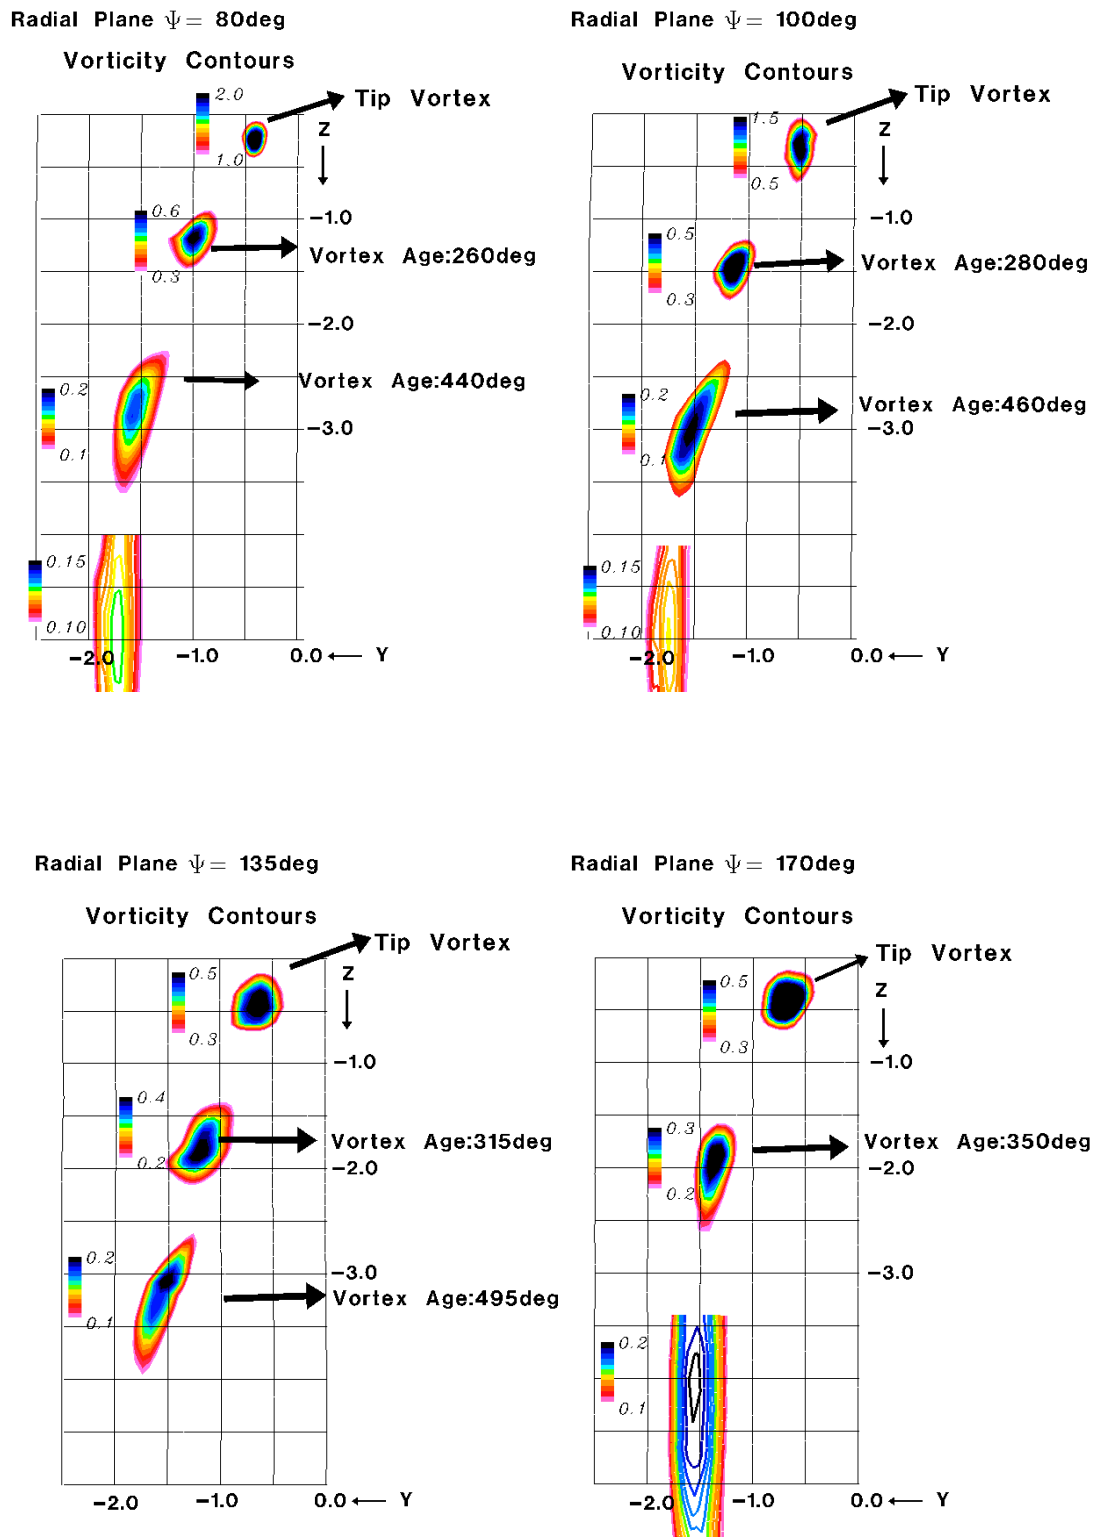 Radial Plane Ψ = 80deg
Vorticity Contours
2.0
Tip Vortex
Z
1.0
0.6
-1.0
Vortex Age:260deg
0.3
-2.0
Vortex Age:440deg
0.2
-3.0
0.1
0.15
0.10
-2.0 -1.0 0.0 Y
Radial Plane Ψ = 100deg
Vorticity Contours
Tip Vortex
1.5
Z
0.5
-1.0
0.5
Vortex Age:280deg
0.3
-2.0
0.2
Vortex Age:460deg
-3.0
0.1
0.15
0.10
-2.0 -1.0 0.0 Y
Radial Plane Ψ = 135deg
Vorticity Contours
Tip Vortex
0.5
Z
0.3
-1.0
0.4
Vortex Age:315deg
0.2
-2.0
0.2
-3.0
Vortex Age:495deg
0.1
-2.0 -1.0 0.0 Y
Radial Plane Ψ = 170deg
Vorticity Contours
Tip Vortex
0.5
Z
0.3
-1.0
0.3
Vortex Age:350deg
-2.0
0.2
-3.0
0.2
0.1
-2.0 -1.0 0.0 Y